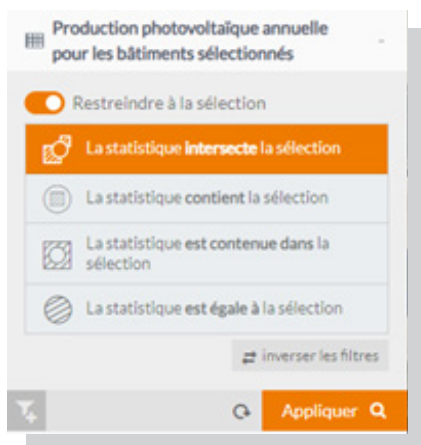 Production photovoltaïque annuelle
pour les bâtiments sélectionnés
Restreindre à la sélection
La statistique intersecte la sélection
La statistique contient la sélection
La statistique est contenue dans la
sélection
La statistique est égale à la sélection
inverser les filtres
Appliquer